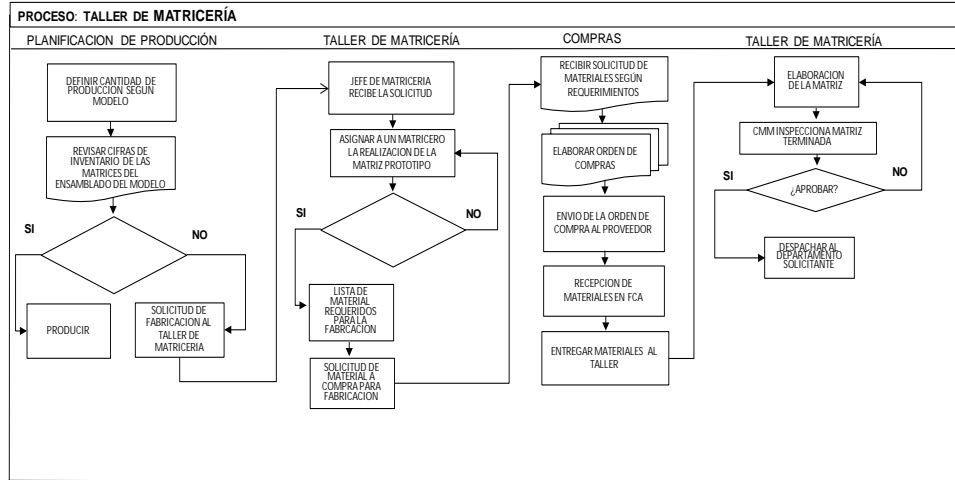 PROCESO: TALLER DE MATRICERÍA
PLANIFICACION DE PRODUCCIÓN
DEFINIR CANTIDAD DE
PRODUCCION SEGÚN
MODELO
REVISAR CIFRAS DE
INVENTARIO DE LAS
MATRICES DEL
ENSAMBLADO DEL MODELO
SI
NO
PRODUCIR
SOLICITUD DE
FABRICACION AL
TALLER DE
MATRICERIA
TALLER DE MATRICERÍA
JEFE DE MATRICERIA
RECIBE LA SOLICITUD
ASIGNAR A UN MATRICERO
LA REALIZACION DE LA
MATRIZ PROTOTIPO
SI
NO
LISTA DE
MATERIAL
REQUERIDOS
PARA LA
FABRCACION
SOLICITUD DE
MATERIAL A
COMPRA PARA
FABRICACION
COMPRAS
RECIBIR SOLICITUD DE
MATERIALES SEGÚN
REQUERIMIENTOS
ELABORAR ORDEN DE
COMPRAS
ENVIO DE LA ORDEN DE
COMPRA AL PROVEEDOR
RECEPCION DE
MATERIALES EN FCA
ENTREGAR MATERIALES AL
TALLER
TALLER DE MATRICERÍA
ELABORACION
DE LA MATRIZ
CMM INSPECCIONA MATRIZ
TERMINADA
SI
NO
¿APROBAR?
DESPACHAR AL
DEPARTAMENTO
SOLICITANTE